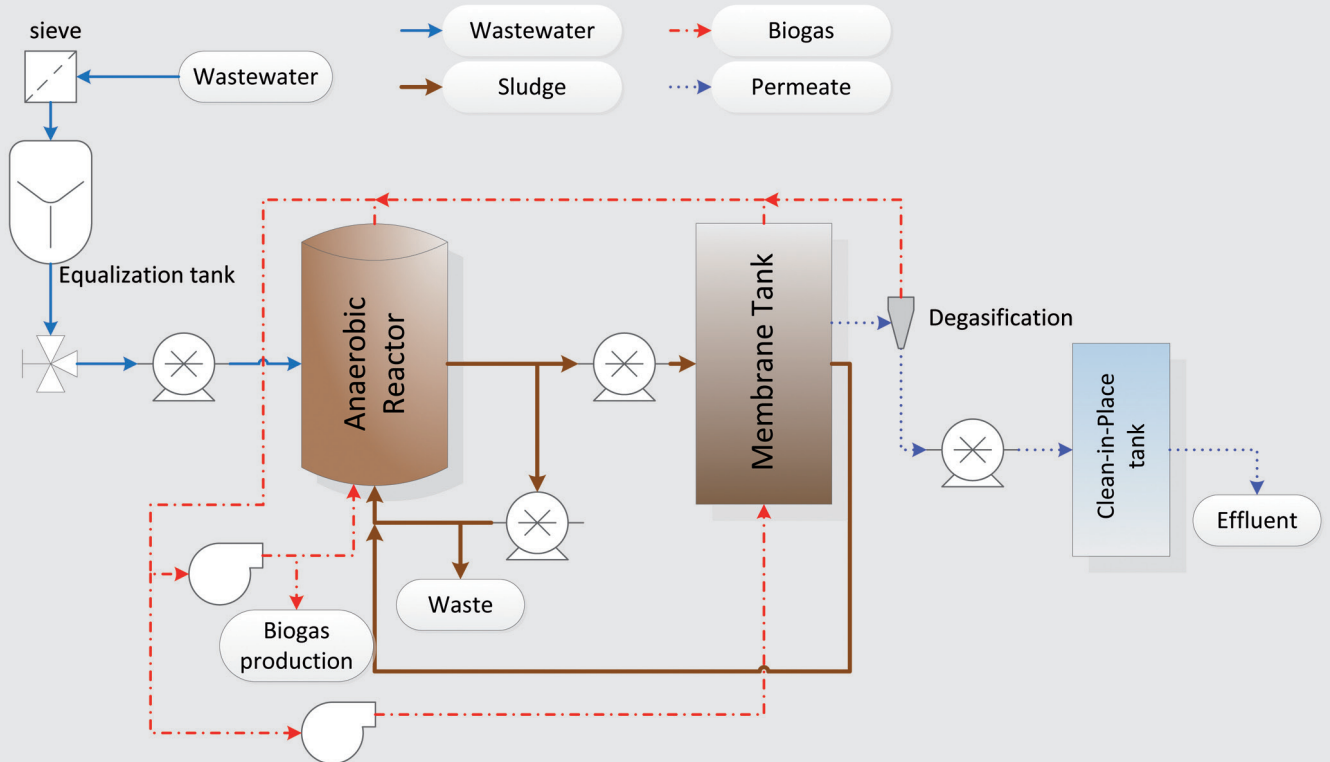 sieve
Wastewater
Wastewater
Biogas
Sludge
Permeate
Equalization tank
Anaerobic
Reactor
Membrane Tank
Degasification
Clean-in-Place
tank
Effluent
Waste
Biogas
production